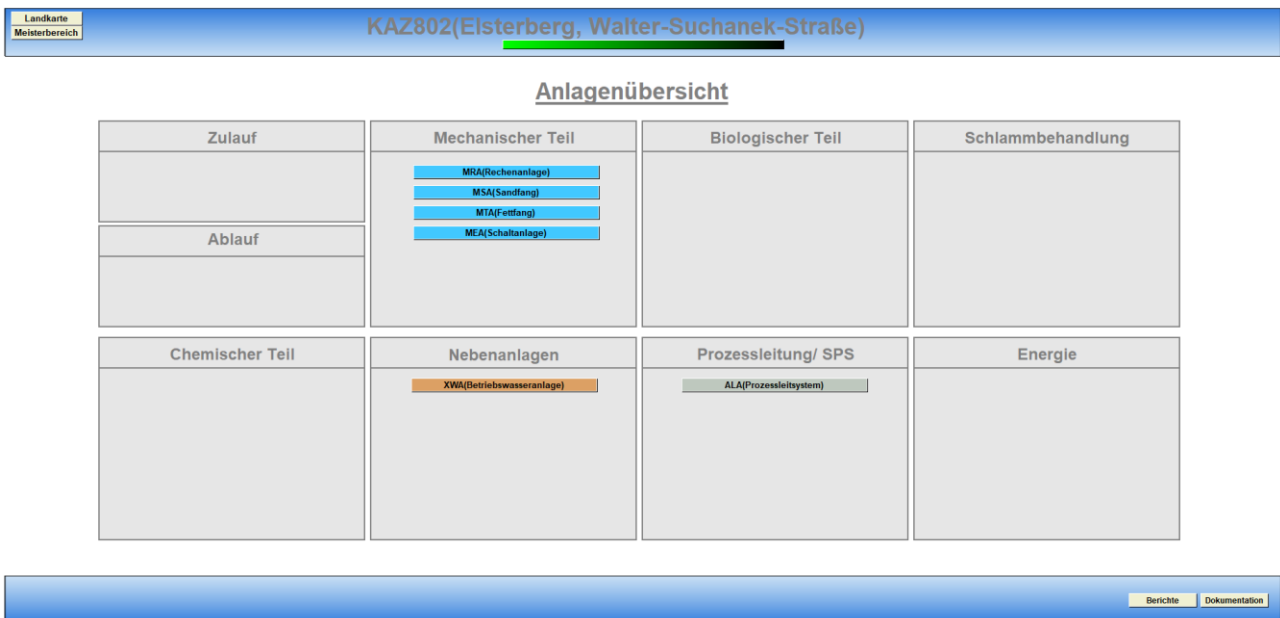 Landkarte
Meisterbereich
KAZ802(Elsterberg, Walter-Suchanek-Straße)
Anlagenübersicht
Zulauf
Ablauf
Mechanischer Teil
MRA(Rechenanlage)
MSA(Sandfang)
MTA(Fettfang)
MEA(Schaltanlage)
Biologischer Teil
Schlammbehandlung
Chemischer Teil
Nebenanlagen
XWA(Betriebswasseranlage)
Prozessleitung/ SPS
ALA(Prozessleitsystem)
Energie
Berichte
Dokumentation